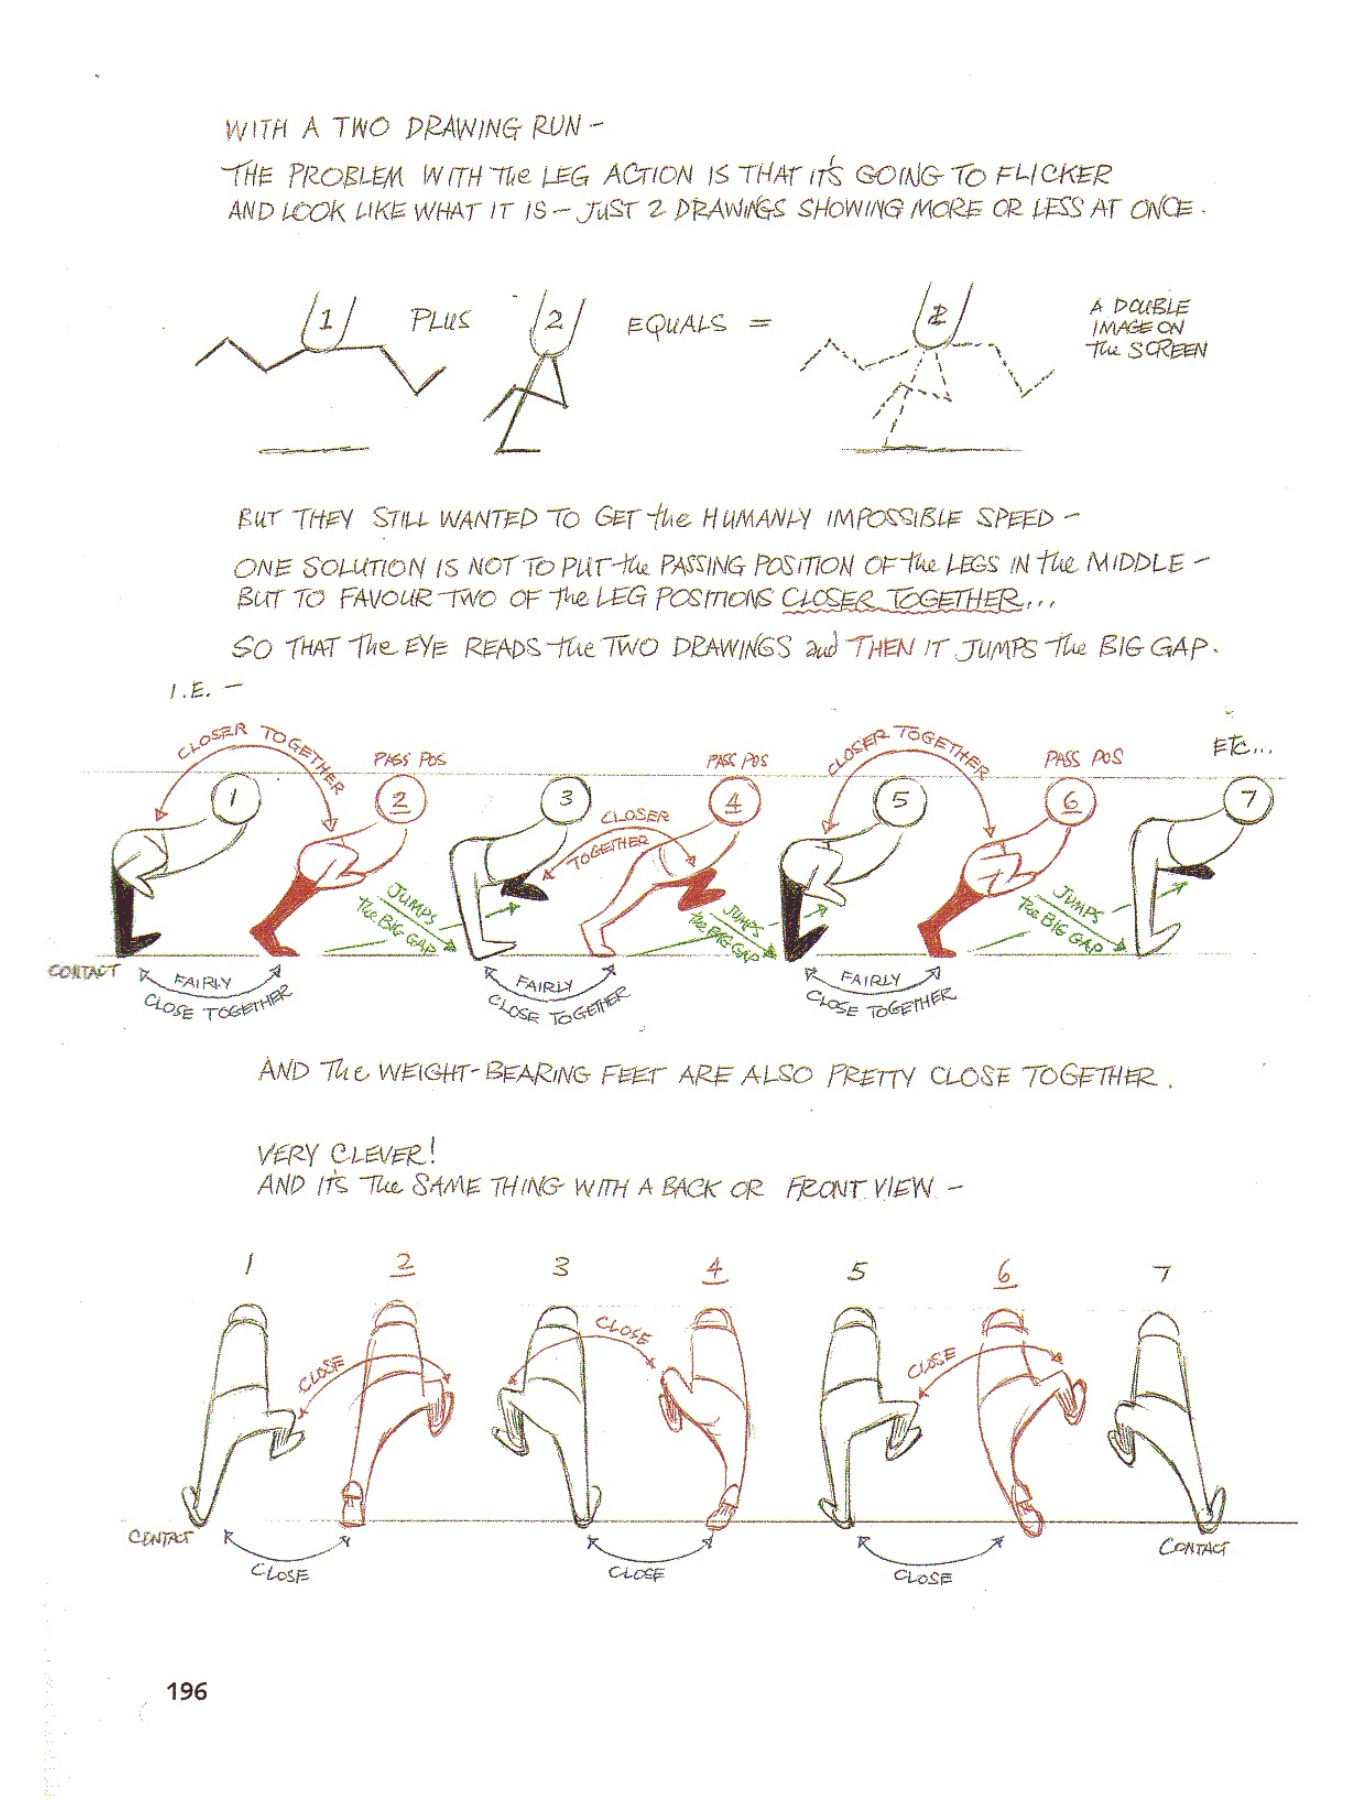 WITH A TWO DRAWING RUN -
THE PROBLEM WITH The LEG ACTION IS THAT IT'S GOING TO FLICKER
AND LOOK LIKE WHAT IT IS - JUST 2 DRAWINGS SHOWING MORE OR LESS AT ONCE.
1 PLUS 2 EQUALS = 1 2
A DOUBLE
IMAGE ON
The SCREEN
BUT THEY STILL WANTED TO GET the HUMANLY IMPOSSIBLE SPEED -
ONE SOLUTION IS NOT TO PUT the PASSING POSITION OF the LEGS IN the MIDDLE -
BUT TO FAVOUR TWO OF the LEG POSITIONS CLOSER TOGETHER...
SO THAT The EYE READS the TWO DRAWINGS and THEN IT JUMPS the BIG GAP.
I.E. -
CLOSER TOGETHER
PASS POS
PASS POS
CLOSER TOGETHER
PASS POS
ETC...
1 2 3 4 5 6 7
CLOSER
TOGETHER
JUMPS
the BIG GAP
JUMPS
the BIG GAP
JUMPS
the BIG GAP
CONTACT
FAIRLY
CLOSE TOGETHER
FAIRLY
CLOSE TOGETHER
FAIRLY
CLOSE TOGETHER
AND The WEIGHT-BEARING FEET ARE ALSO PRETTY CLOSE TOGETHER.
VERY CLEVER!
AND IT'S The SAME THING WITH A BACK OR FRONT VIEW -
1 2 3 4 5 6 7
CLOSE
CLOSE
CLOSE
CONTACT
CONTACT
CLOSE
CLOSE
CLOSE
196